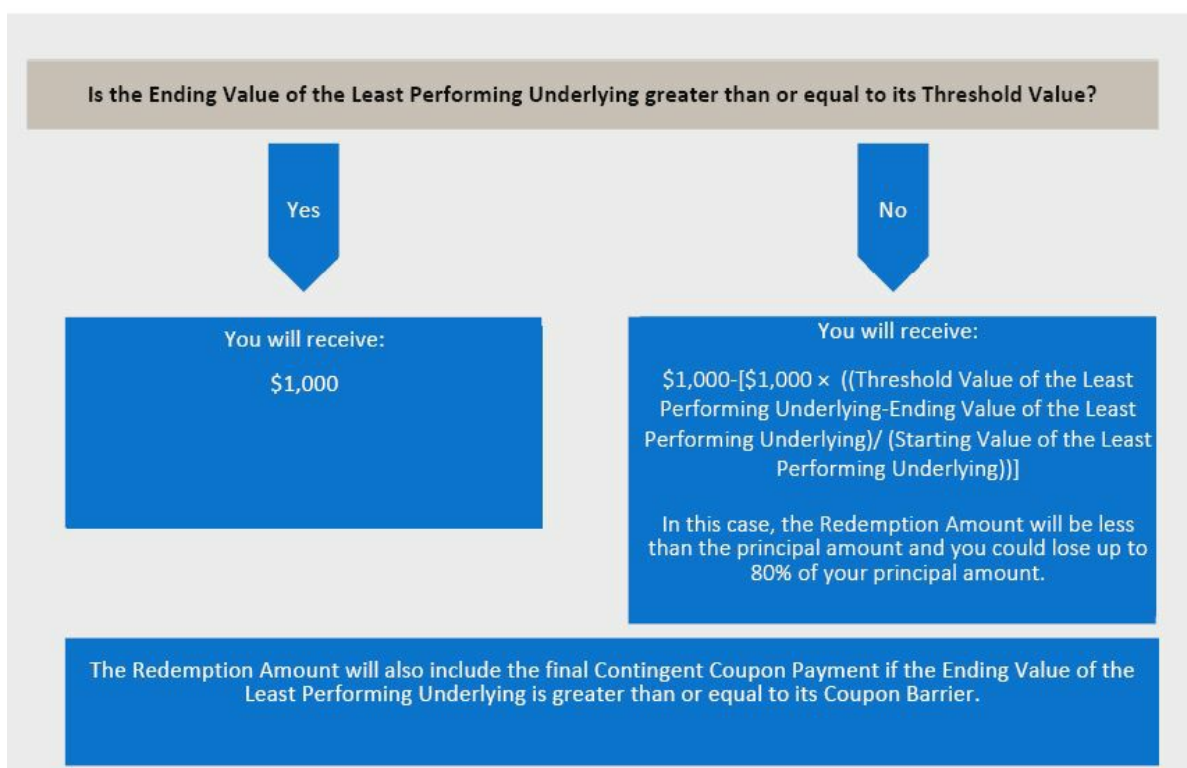 Is the Ending Value of the Least Performing Underlying greater than or equal to its Threshold Value?
Yes
No
You will receive:
$1,000
You will receive:
$1,000-[$1,000 × ((Threshold Value of the Least
Performing Underlying-Ending Value of the Least
Performing Underlying)/ (Starting Value of the Least
Performing Underlying))]
In this case, the Redemption Amount will be less
than the principal amount and you could lose up to
80% of your principal amount.
The Redemption Amount will also include the final Contingent Coupon Payment if the Ending Value of the
Least Performing Underlying is greater than or equal to its Coupon Barrier.